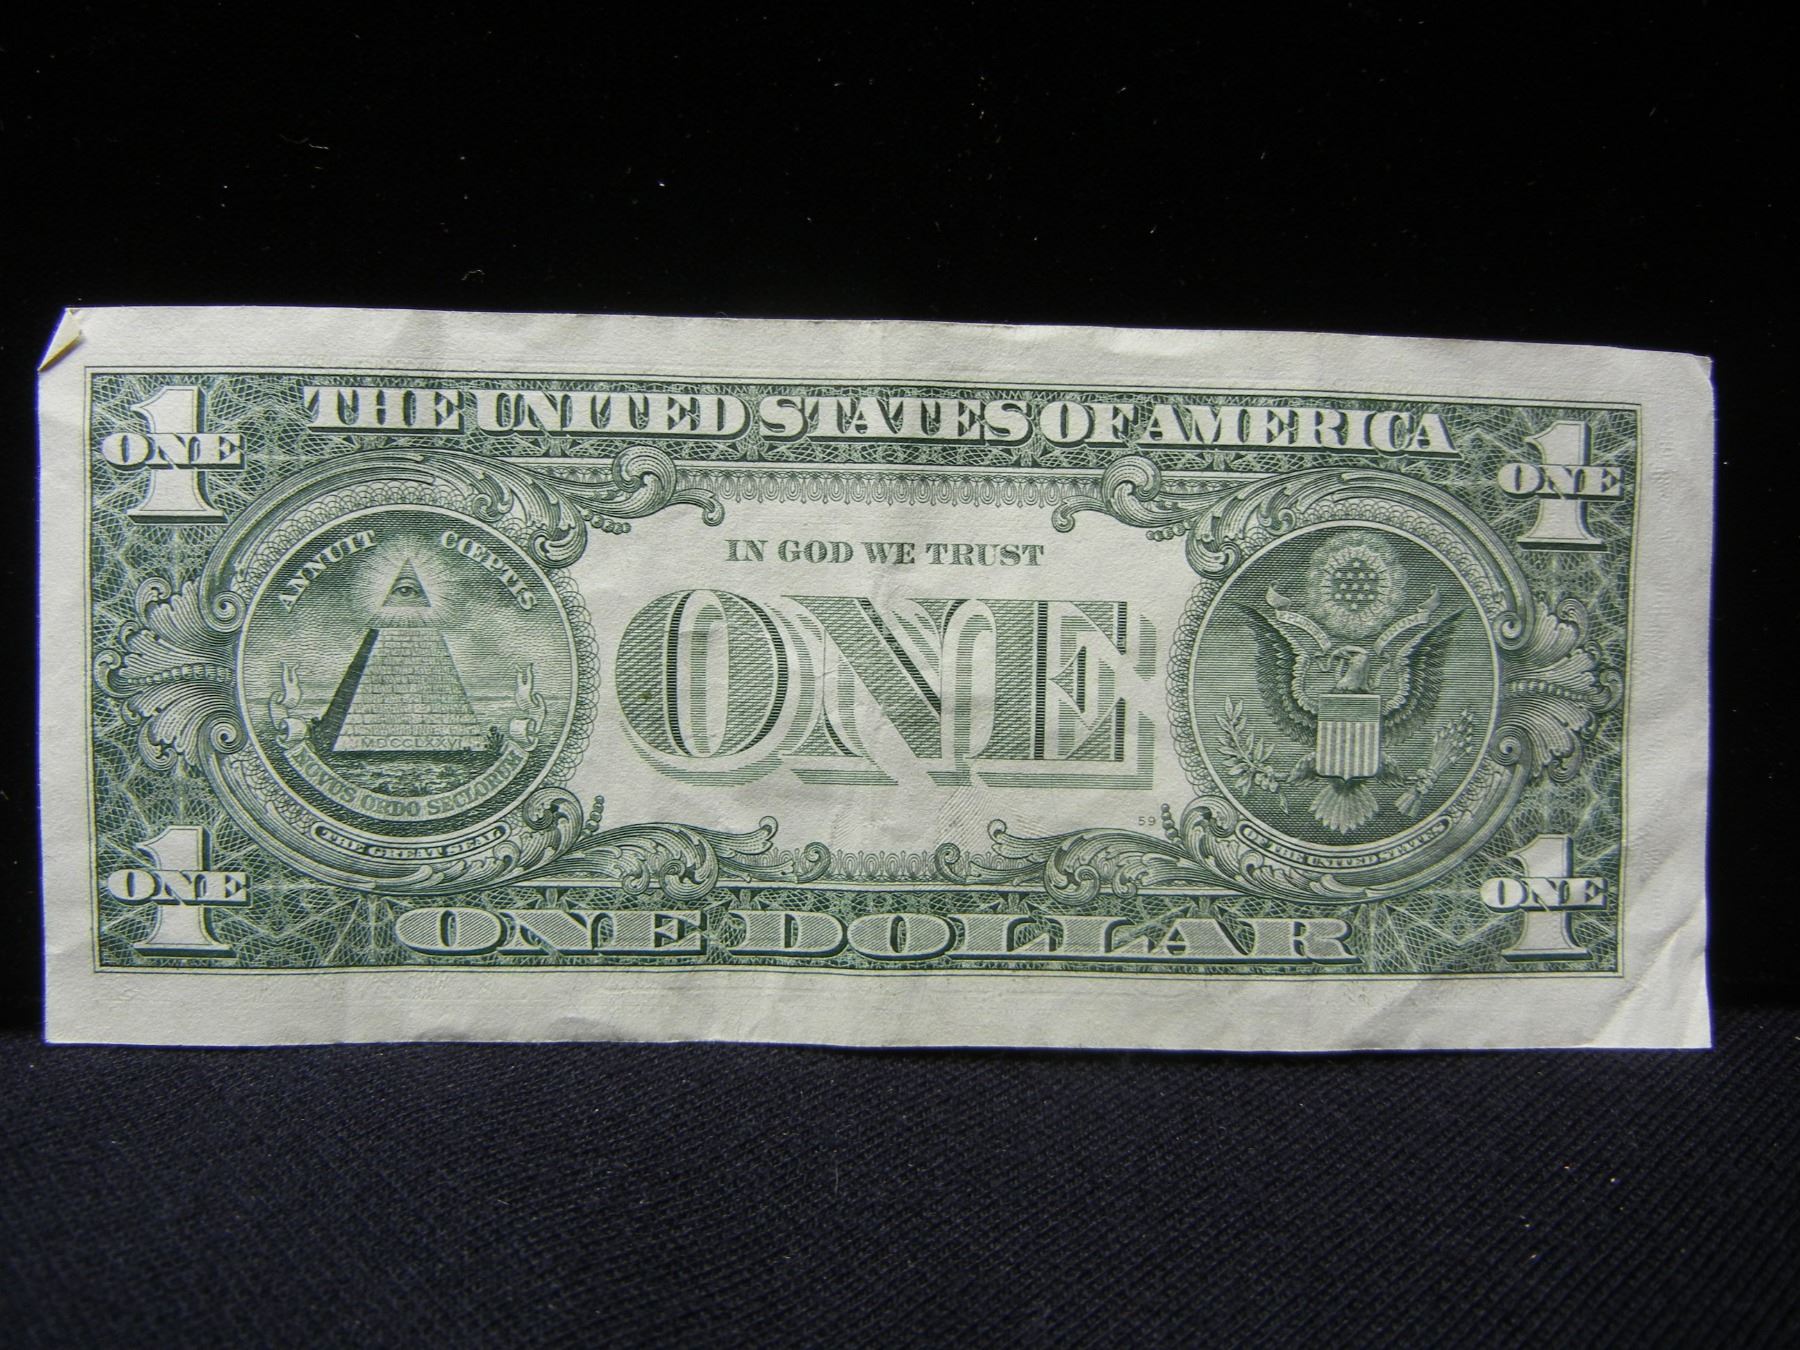 THE UNITED STATES OF AMERICA
1
ONE
1
ONE
ANNUIT CŒPTIS
IN GOD WE TRUST
ONE
MDCCLXXVI
NOVUS ORDO SECLORUM
THE GREAT SEAL
59
OF THE UNITED STATES
1
ONE
1
ONE
ONE DOLLAR